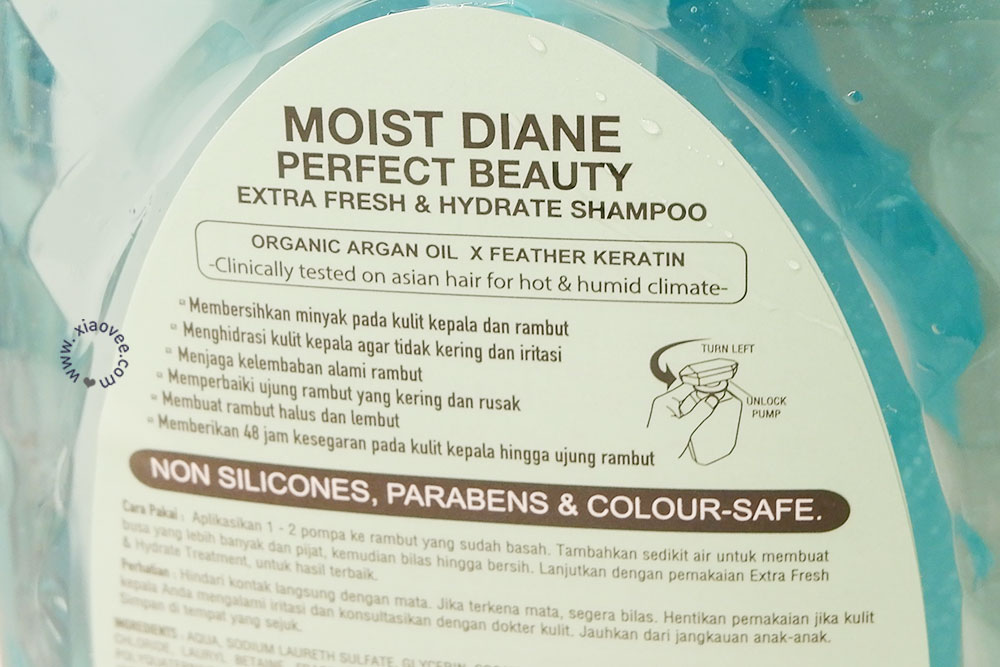 MOIST DIANE
PERFECT BEAUTY
EXTRA FRESH & HYDRATE SHAMPOO
ORGANIC ARGAN OIL X FEATHER KERATIN
-Clinically tested on asian hair for hot & humid climate-
Membersihkan minyak pada kulit kepala dan rambut
Menghidrasi kulit kepala agar tidak kering dan iritasi
Menjaga kelembaban alami rambut
Memperbaiki ujung rambut yang kering dan rusak
Membuat rambut halus dan lembut
Memberikan 48 jam kesegaran pada kulit kepala hingga ujung rambut
TURN LEFT
UNLOCK
PUMP
NON SILICONES, PARABENS & COLOUR-SAFE.
Cara Pakai : Aplikasikan 1 - 2 pompa ke rambut yang sudah basah. Tambahkan sedikit air untuk membuat
busa yang lebih banyak dan pijat, kemudian bilas hingga bersih. Lanjutkan dengan pemakaian Extra Fresh
& Hydrate Treatment, untuk hasil terbaik.
Perhatian : Hindari kontak langsung dengan mata. Jika terkena mata, segera bilas. Hentikan pemakaian jika kulit
kepala Anda mengalami iritasi dan konsultasikan dengan dokter kulit. Jauhkan dari jangkauan anak-anak.
Simpan di tempat yang sejuk.
INGREDIENTS : AQUA, SODIUM LAURETH SULFATE, GLYCERIN,
CHLORIDE, LAURYL BETAINE,
www.xiaovee.com